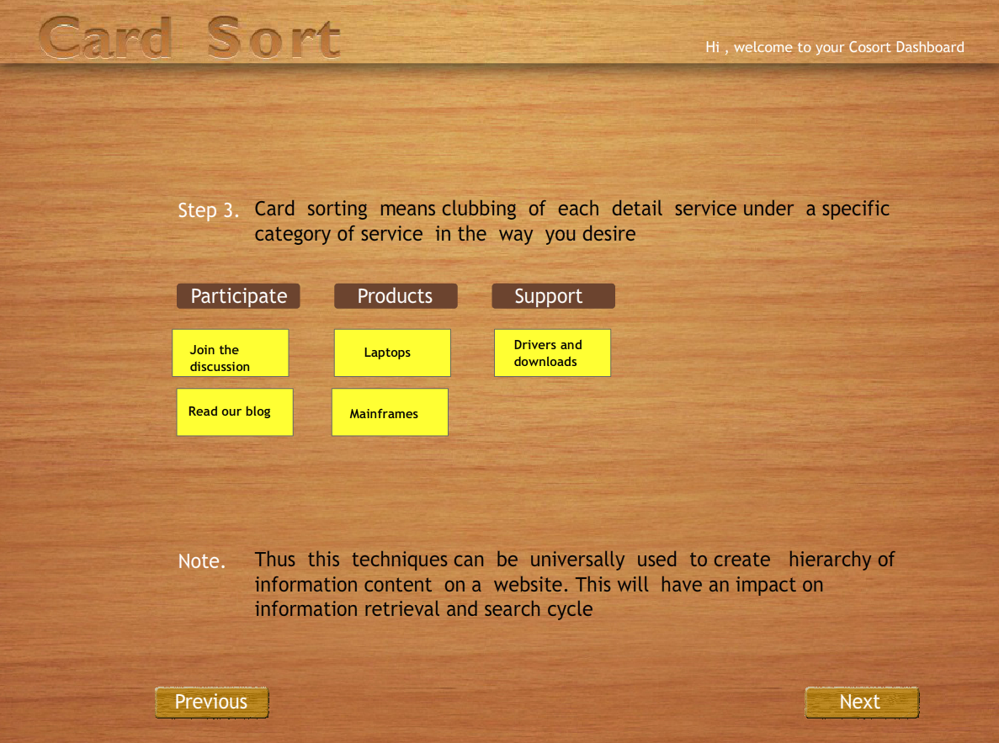 Card Sort
Hi , welcome to your Cosort Dashboard
Step 3. Card sorting means clubbing of each detail service under a specific
category of service in the way you desire
Participate Products Support
Join the
discussion
Laptops
Drivers and
downloads
Read our blog
Mainframes
Note. Thus this techniques can be universally used to create hierarchy of
information content on a website. This will have an impact on
information retrieval and search cycle
Previous Next